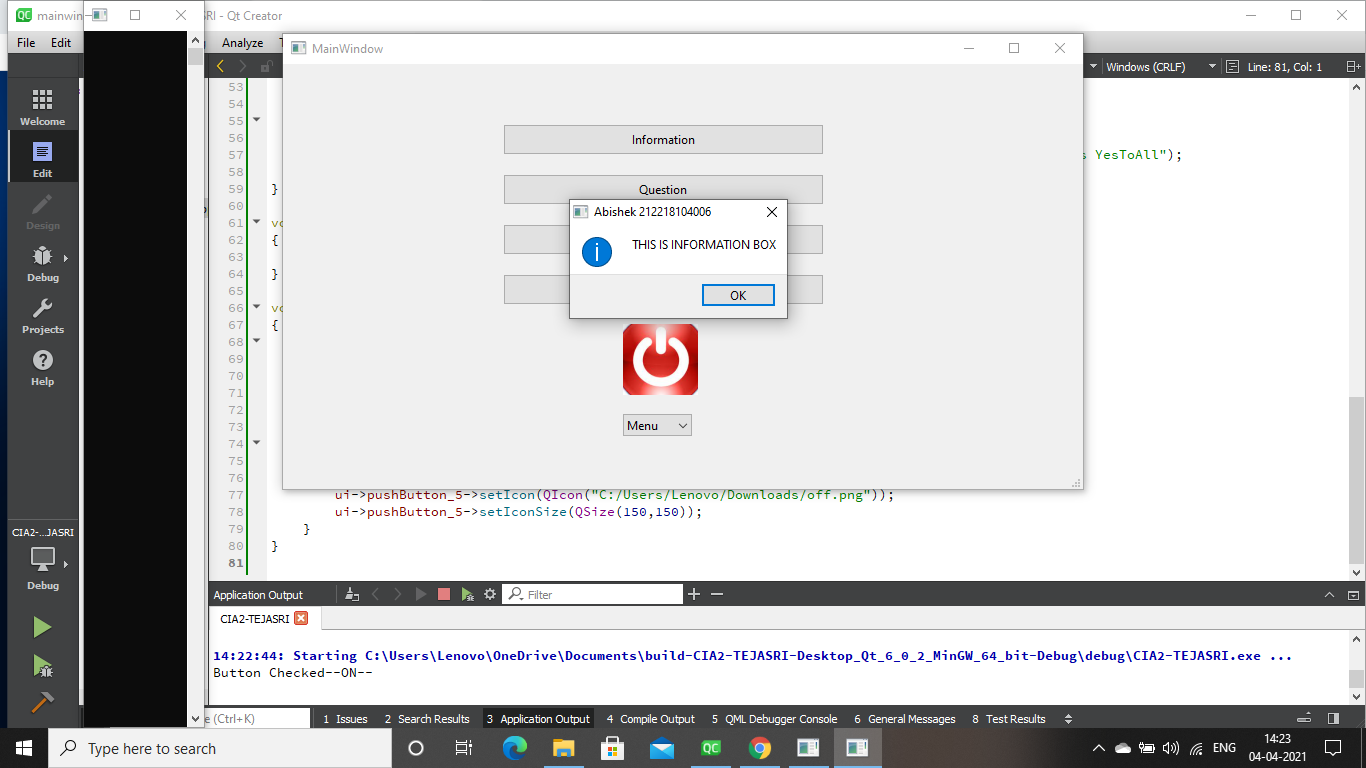 mainwin
RI - Qt Creator
File Edit
Analyze
MainWindow
Windows (CRLF)
Line: 81, Col: 1
Welcome
Edit
Design
Debug
Projects
Help
CIA2-...JASRI
Debug
53
54
55
56
57
YesToAll");
58
59 }
60
61
62 {
63
64 }
65
66
67 {
68
69
70
71
72
73
74
75
76
77 ui->pushButton_5->setIcon(QIcon("C:/Users/Lenovo/Downloads/off.png"));
78 ui->pushButton_5->setIconSize(QSize(150,150));
79 }
80 }
81
Information
Question
Abishek 212218104006
THIS IS INFORMATION BOX
OK
Menu
Application Output
Filter
CIA2-TEJASRI
14:22:44: Starting C:\Users\Lenovo\OneDrive\Documents\build-CIA2-TEJASRI-Desktop_Qt_6_0_2_MinGW_64_bit-Debug\debug\CIA2-TEJASRI.exe ...
Button Checked--ON--
(Ctrl+K)
1 Issues 2 Search Results 3 Application Output 4 Compile Output 5 QML Debugger Console 6 General Messages 8 Test Results
Type here to search
ENG
14:23
04-04-2021